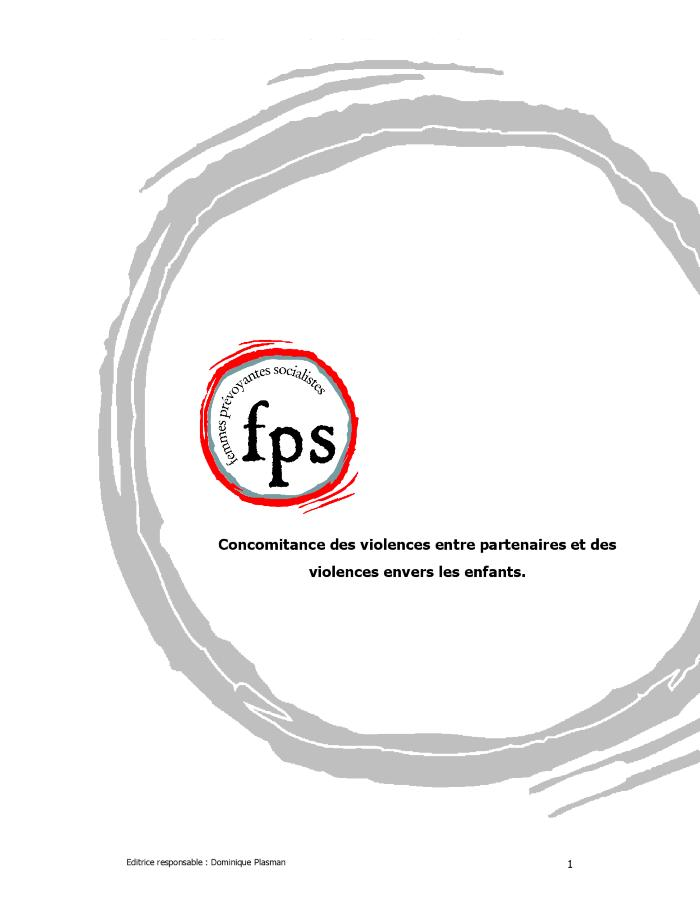 femmes prévoyantes socialistes
fps
Concomitance des violences entre partenaires et des
violences envers les enfants.
Editrice responsable : Dominique Plasman
1